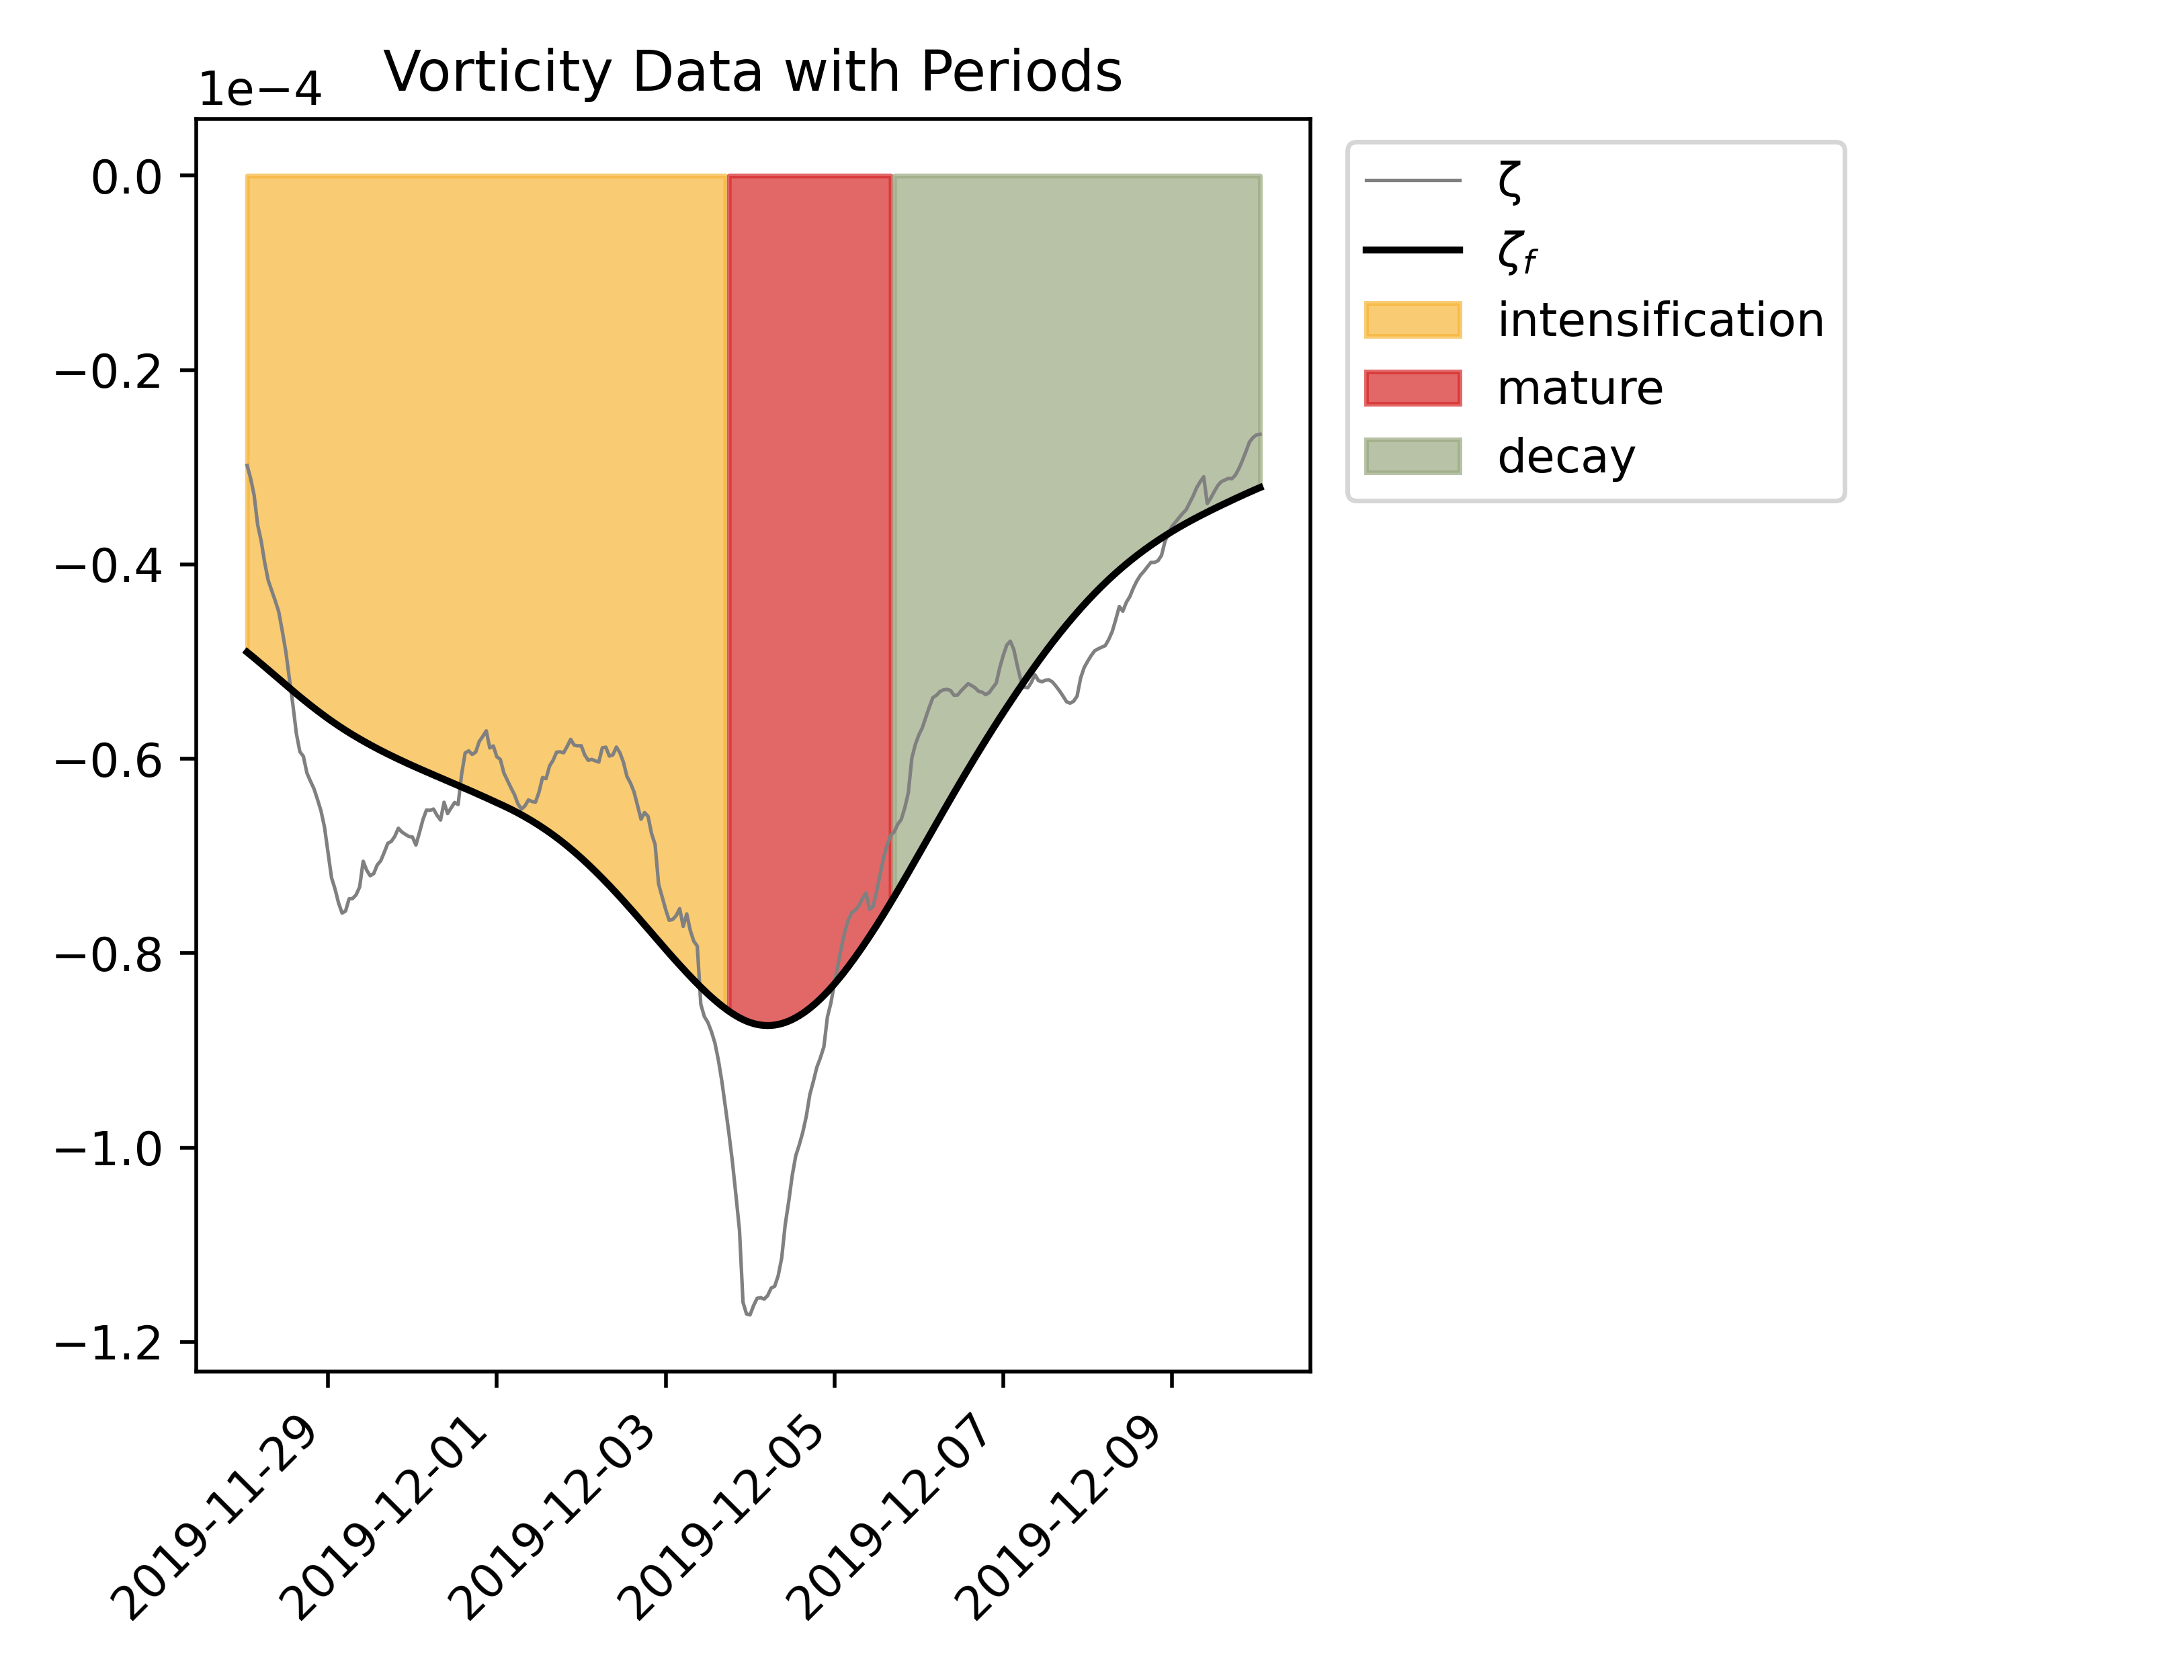 Vorticity Data with Periods
1e−4
0.0
−0.2
−0.4
−0.6
−0.8
−1.0
−1.2
2019-11-29
2019-12-01
2019-12-03
2019-12-05
2019-12-07
2019-12-09
ζ
ζf
intensification
mature
decay